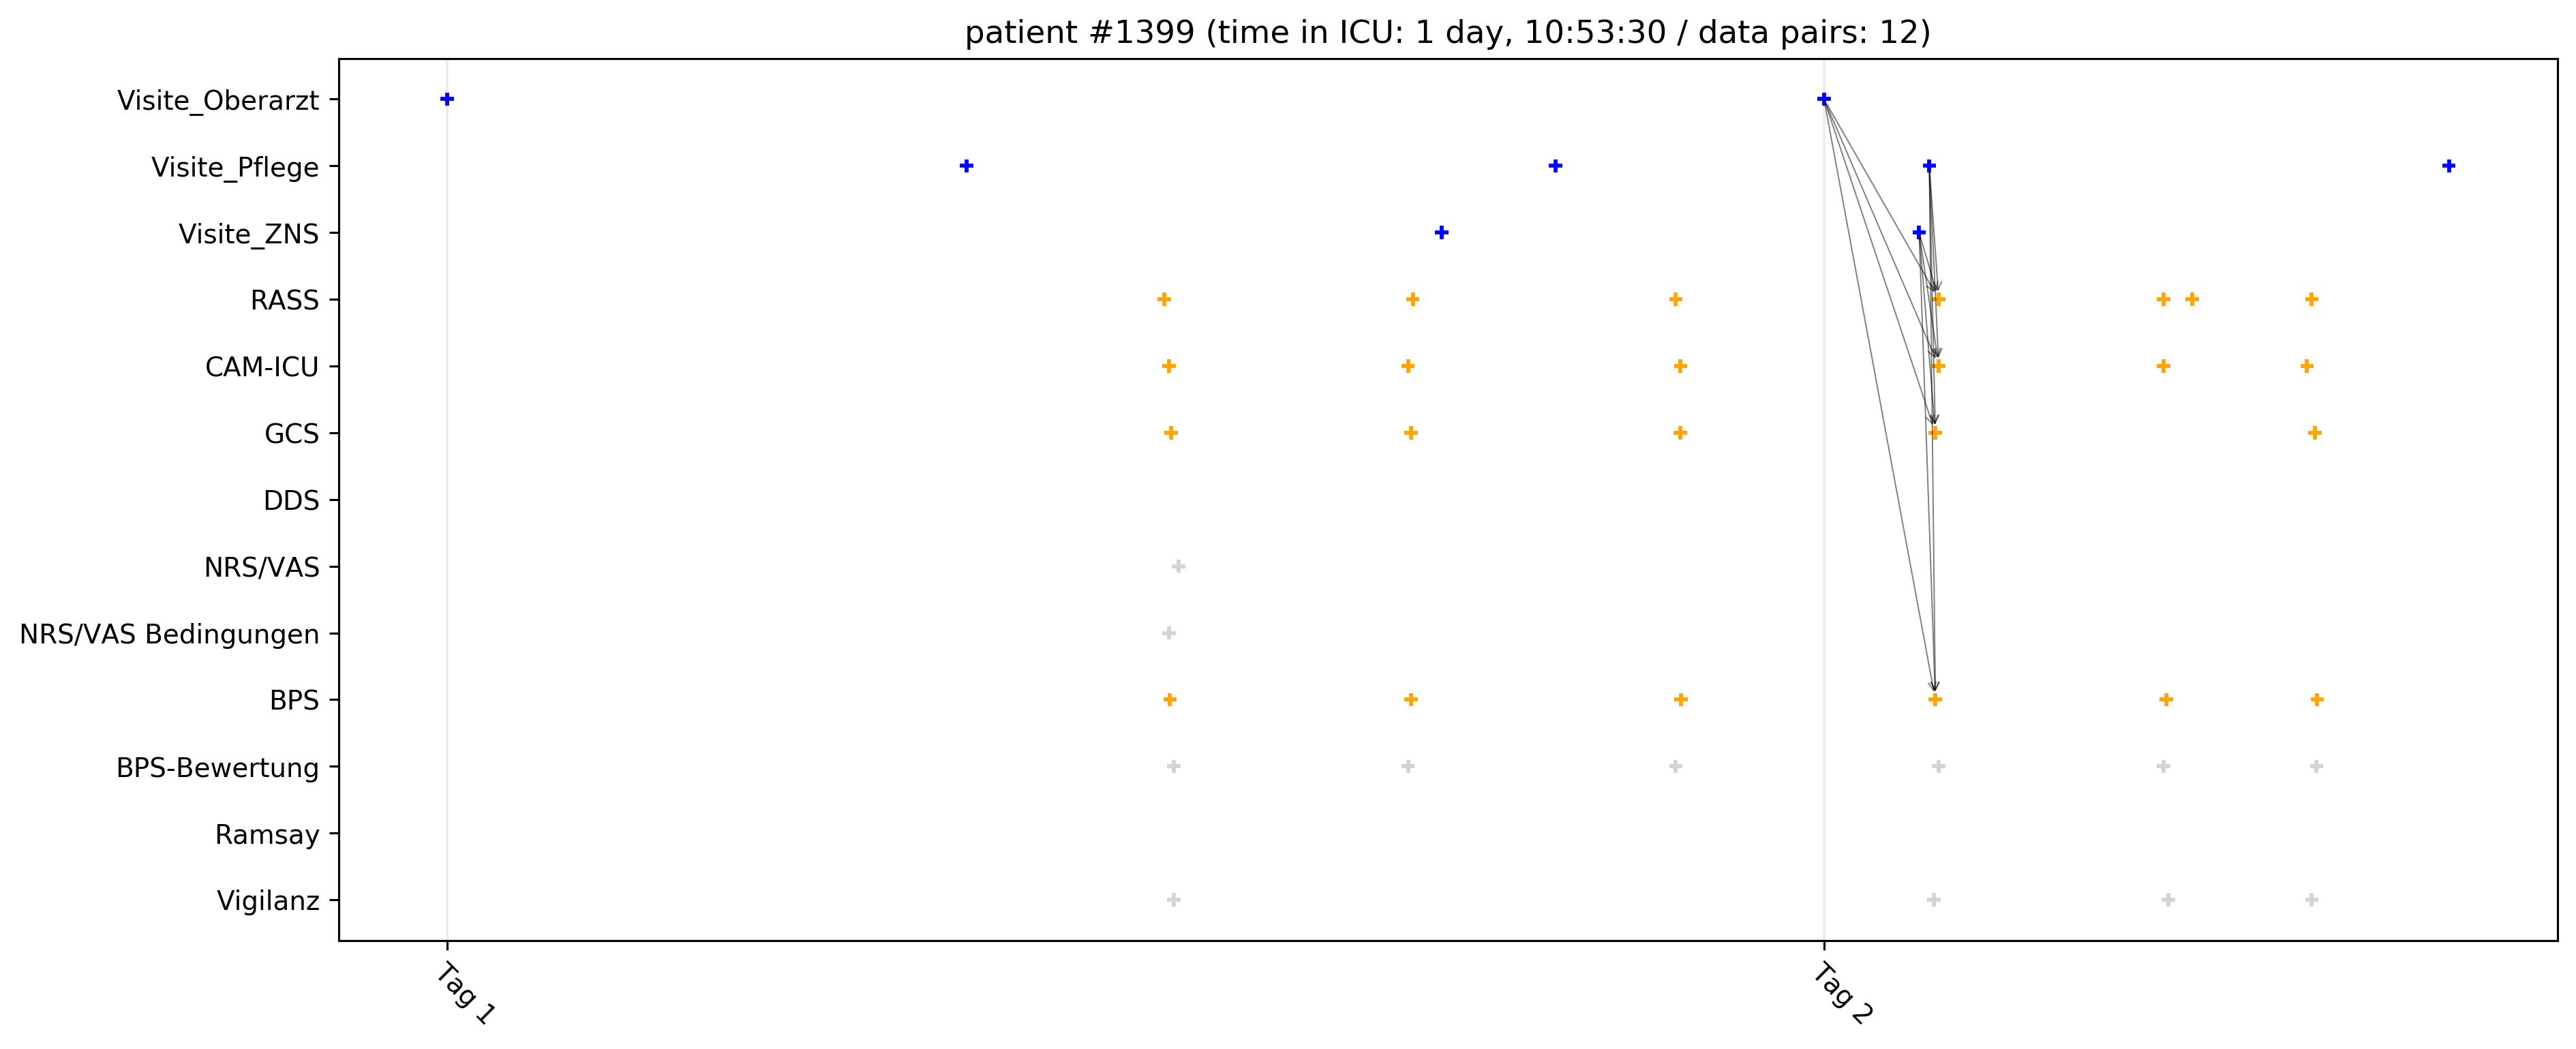 patient #1399 (time in ICU: 1 day, 10:53:30 / data pairs: 12)
Visite_Oberarzt
Visite_Pflege
Visite_ZNS
RASS
CAM-ICU
GCS
DDS
NRS/VAS
NRS/VAS Bedingungen
BPS
BPS-Bewertung
Ramsay
Vigilanz
Tag 1
Tag 2